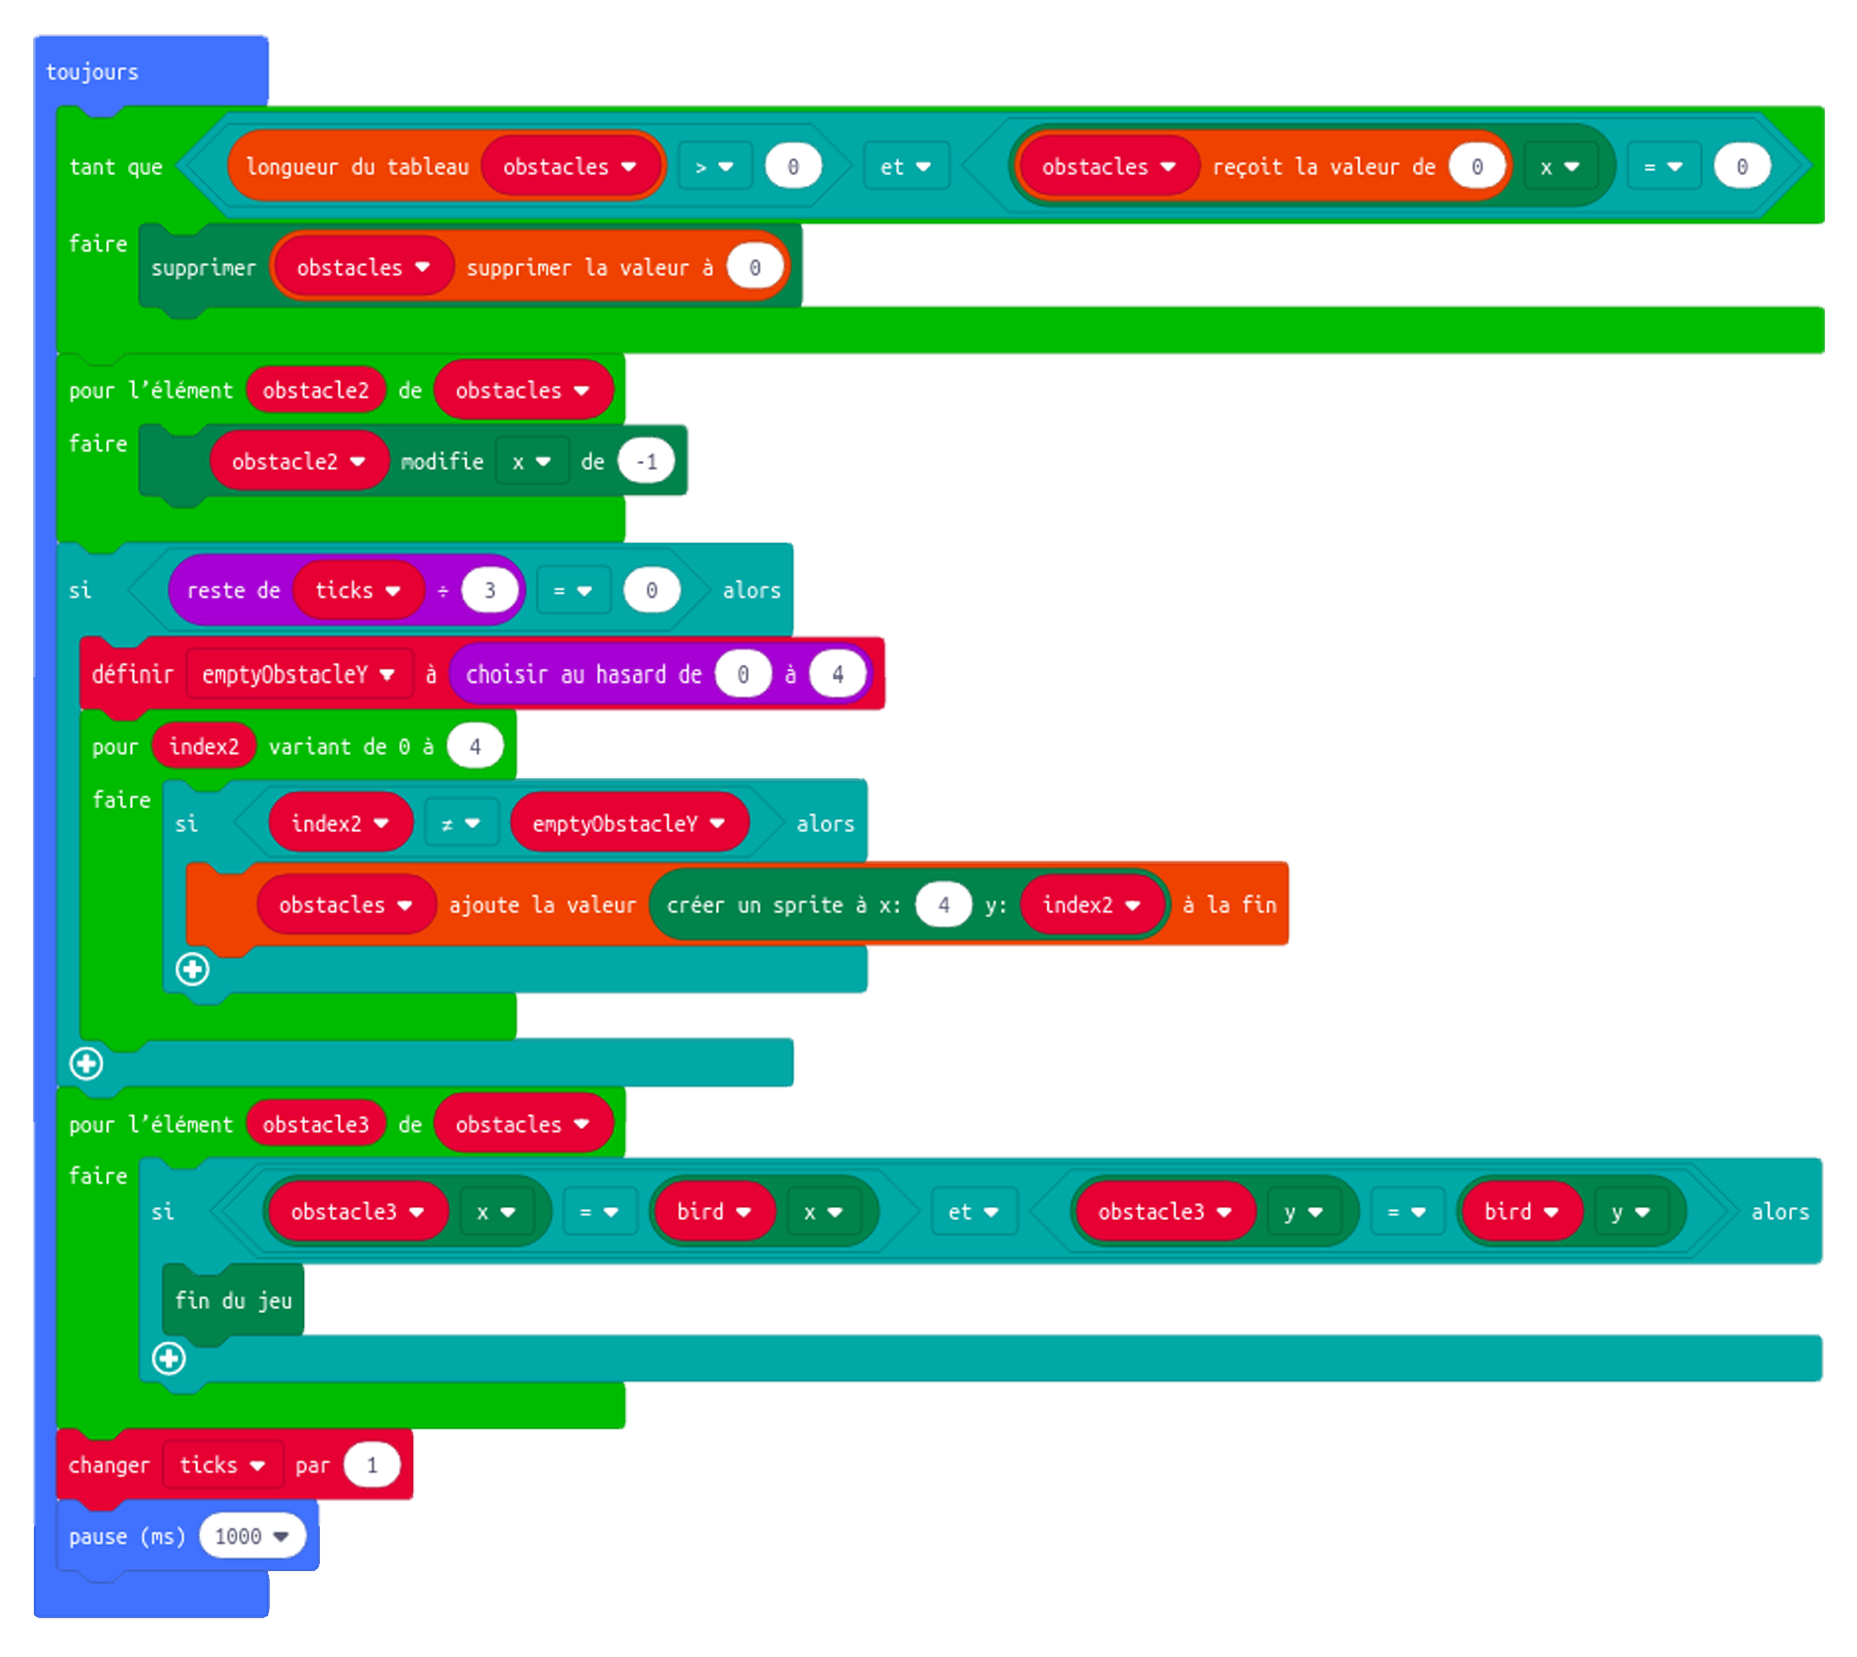 toujours
tant que longueur du tableau obstacles > 0 et obstacles reçoit la valeur de 0 x = 0
faire supprimer obstacles supprimer la valeur à 0
pour l’élément obstacle2 de obstacles
faire obstacle2 modifie x de -1
si reste de ticks ÷ 3 = 0 alors
définir emptyObstacleY à choisir au hasard de 0 à 4
pour index2 variant de 0 à 4
faire si index2 ≠ emptyObstacleY alors
obstacles ajoute la valeur créer un sprite à x: 4 y: index2 à la fin
pour l’élément obstacle3 de obstacles
faire si obstacle3 x = bird x et obstacle3 y = bird y alors
fin du jeu
changer ticks par 1
pause (ms) 1000